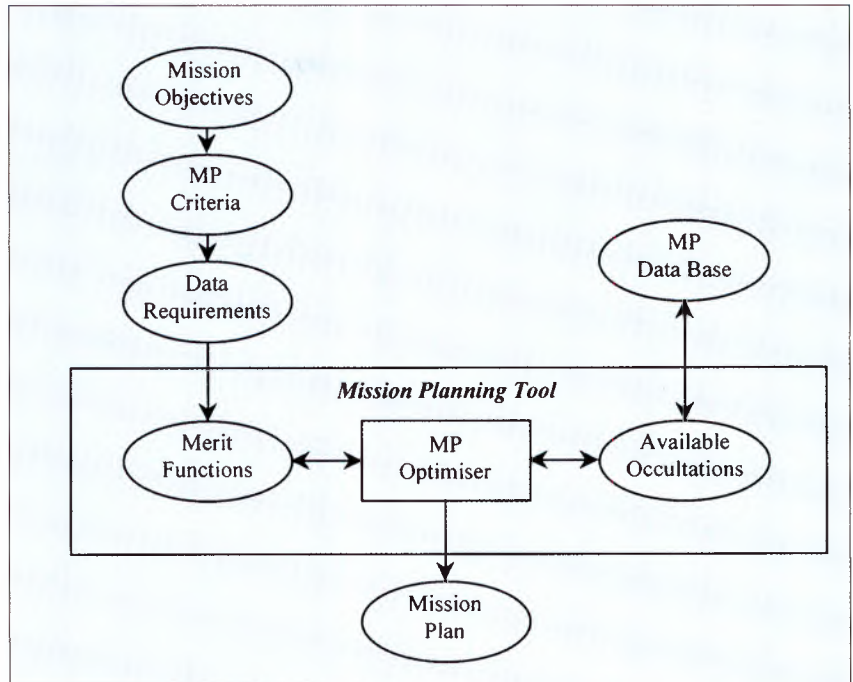 Mission
Objectives
MP
Criteria
Data
Requirements
MP
Data Base
Mission Planning Tool
Merit
Functions
MP
Optimiser
Available
Occultations
Mission
Plan